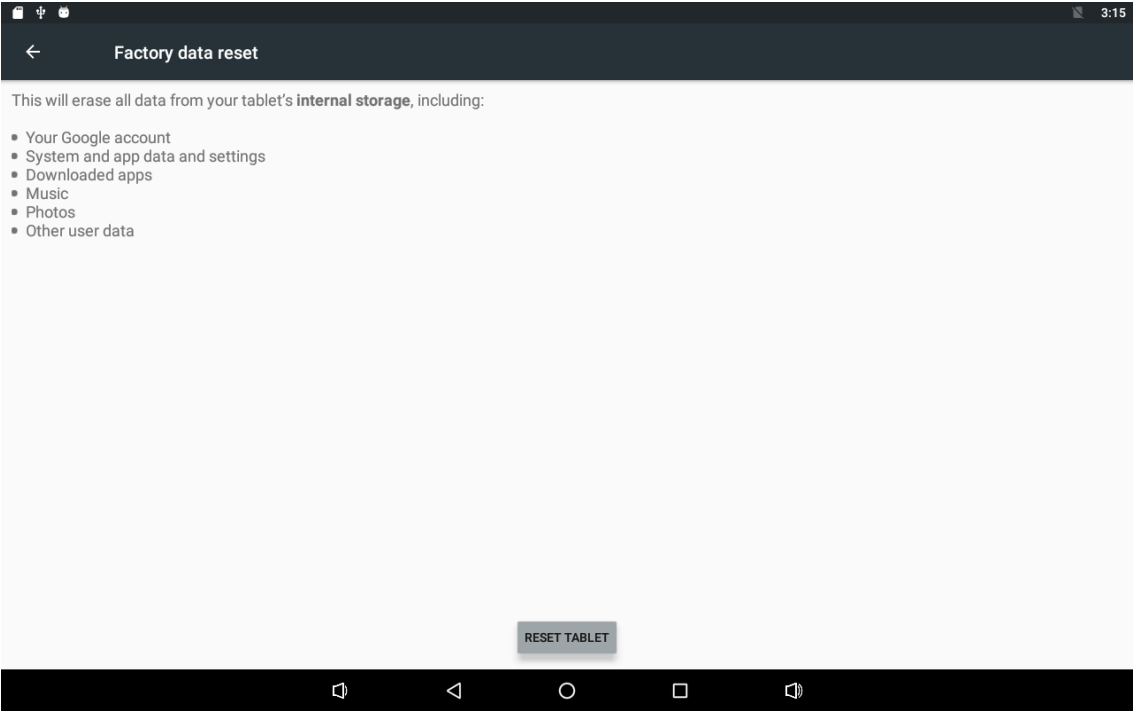 3:15
Factory data reset
This will erase all data from your tablet’s internal storage, including:
• Your Google account
• System and app data and settings
• Downloaded apps
• Music
• Photos
• Other user data
RESET TABLET